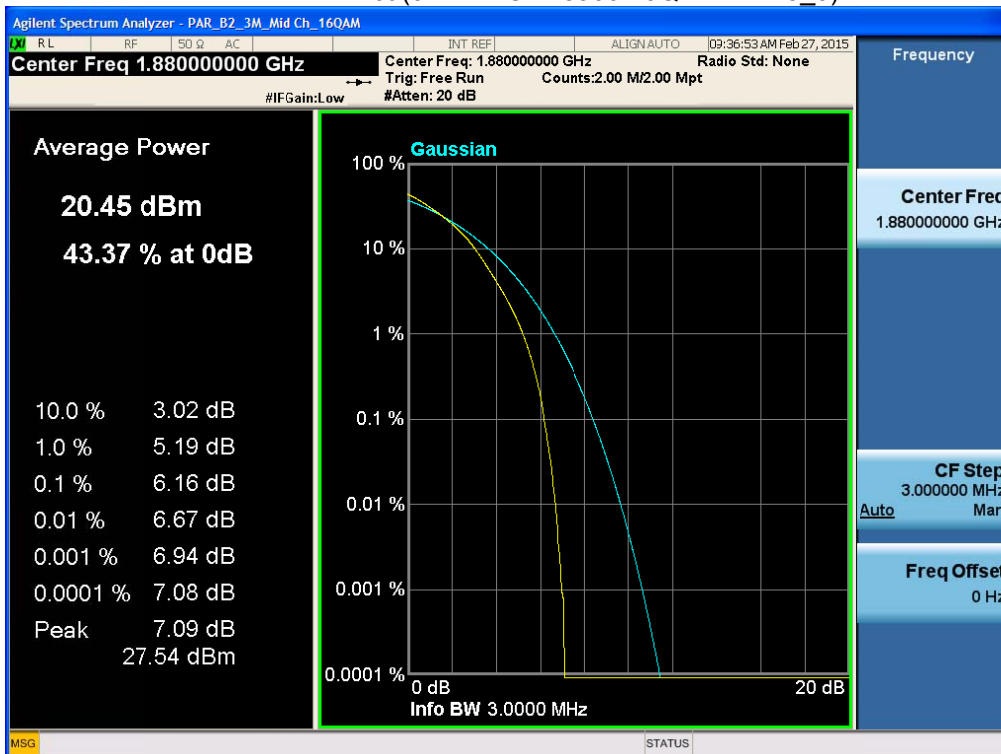 Agilent Spectrum Analyzer - PAR_B2_3M_Mid Ch_16QAM
LXI RL RF 50 Ω AC INT REF ALIGN AUTO 09:36:53 AM Feb 27, 2015
Center Freq 1.880000000 GHz
Center Freq: 1.880000000 GHz Radio Std: None
Trig: Free Run Counts:2.00 M/2.00 Mpt
#IFGain:Low #Atten: 20 dB
Average Power
20.45 dBm
43.37 % at 0dB
10.0 % 3.02 dB
1.0 % 5.19 dB
0.1 % 6.16 dB
0.01 % 6.67 dB
0.001 % 6.94 dB
0.0001 % 7.08 dB
Peak 7.09 dB
27.54 dBm
Gaussian
100 %
10 %
1 %
0.1 %
0.01 %
0.001 %
0.0001 %
0 dB 20 dB
Info BW 3.0000 MHz
Frequency
Center Freq
1.880000000 GHz
CF Step
3.000000 MHz
Auto Man
Freq Offset
0 Hz
MSG STATUS